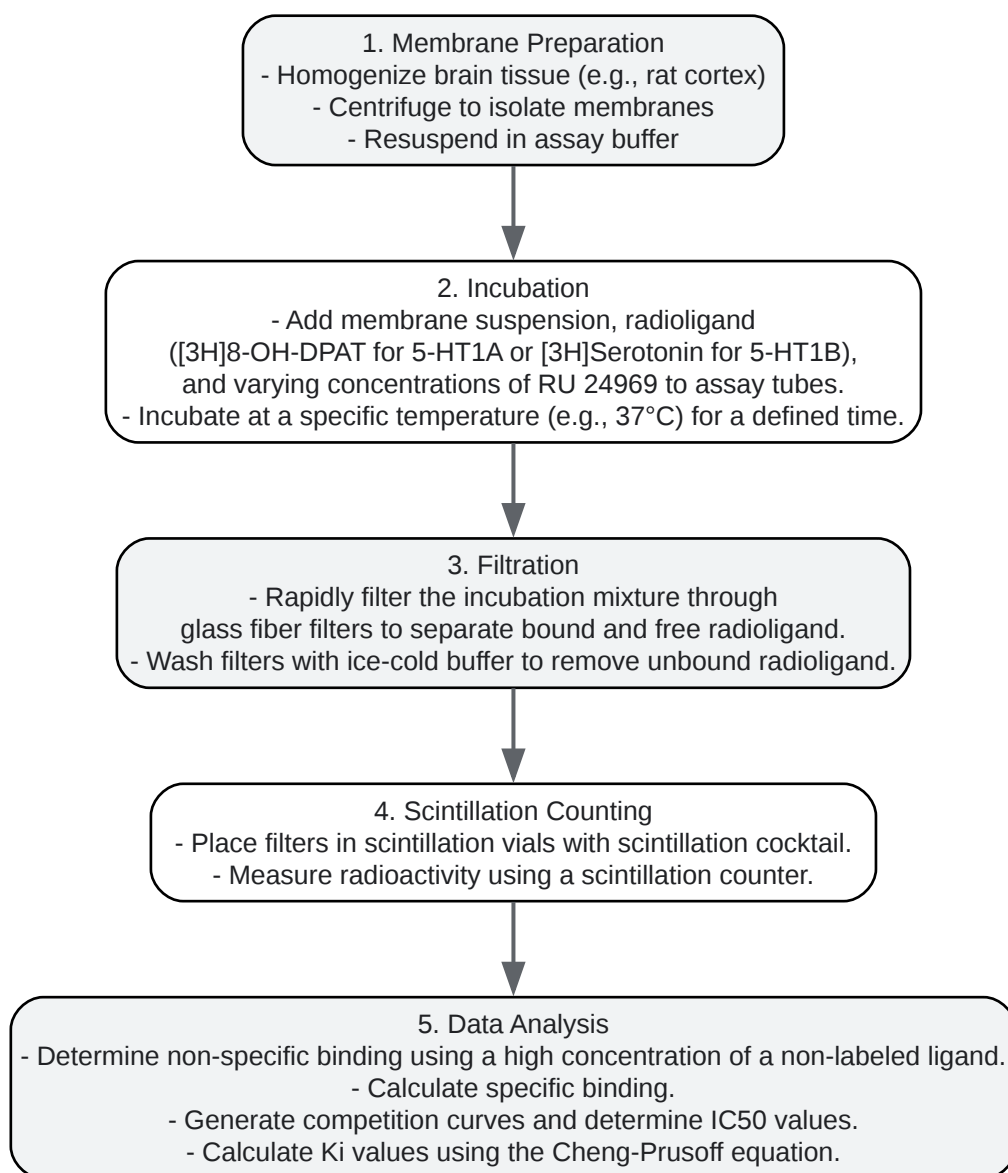 1. Membrane Preparation
- Homogenize brain tissue (e.g., rat cortex)
- Centrifuge to isolate membranes
- Resuspend in assay buffer
2. Incubation
- Add membrane suspension, radioligand
([3H]8-OH-DPAT for 5-HT1A or [3H]Serotonin for 5-HT1B),
and varying concentrations of RU 24969 to assay tubes.
- Incubate at a specific temperature (e.g., 37°C) for a defined time.
3. Filtration
- Rapidly filter the incubation mixture through
glass fiber filters to separate bound and free radioligand.
- Wash filters with ice-cold buffer to remove unbound radioligand.
4. Scintillation Counting
- Place filters in scintillation vials with scintillation cocktail.
- Measure radioactivity using a scintillation counter.
5. Data Analysis
- Determine non-specific binding using a high concentration of a non-labeled ligand.
- Calculate specific binding.
- Generate competition curves and determine IC50 values.
- Calculate Ki values using the Cheng-Prusoff equation.